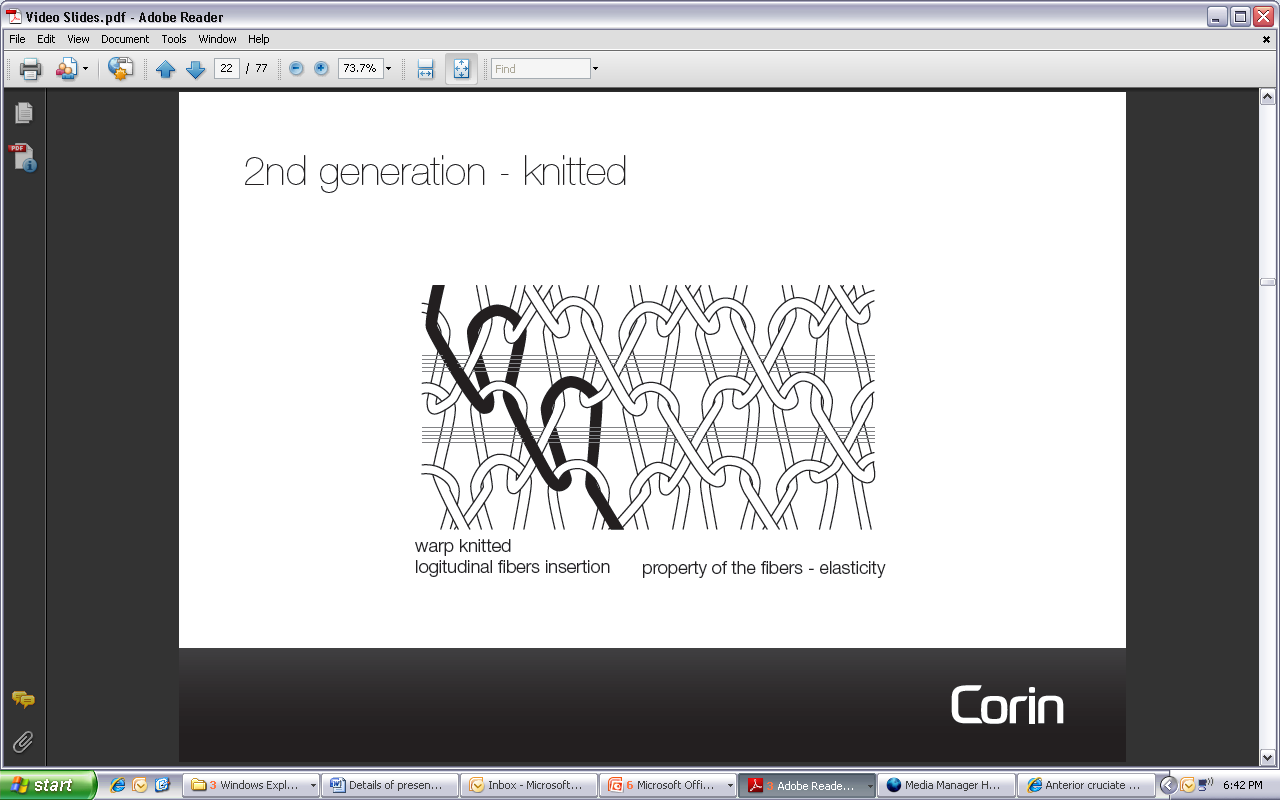 Video Slides.pdf - Adobe Reader
File Edit View Document Tools Window Help
22 / 77 73.7% Find
PDF
2nd generation - knitted
warp knitted
logitudinal fibers insertion property of the fibers - elasticity
Corin
start 3 Windows Expl... Details of presen... Inbox - Microsoft... 6 Microsoft Offi... 3 Adobe Reade... Media Manager H... Anterior cruciate ... 6:42 PM